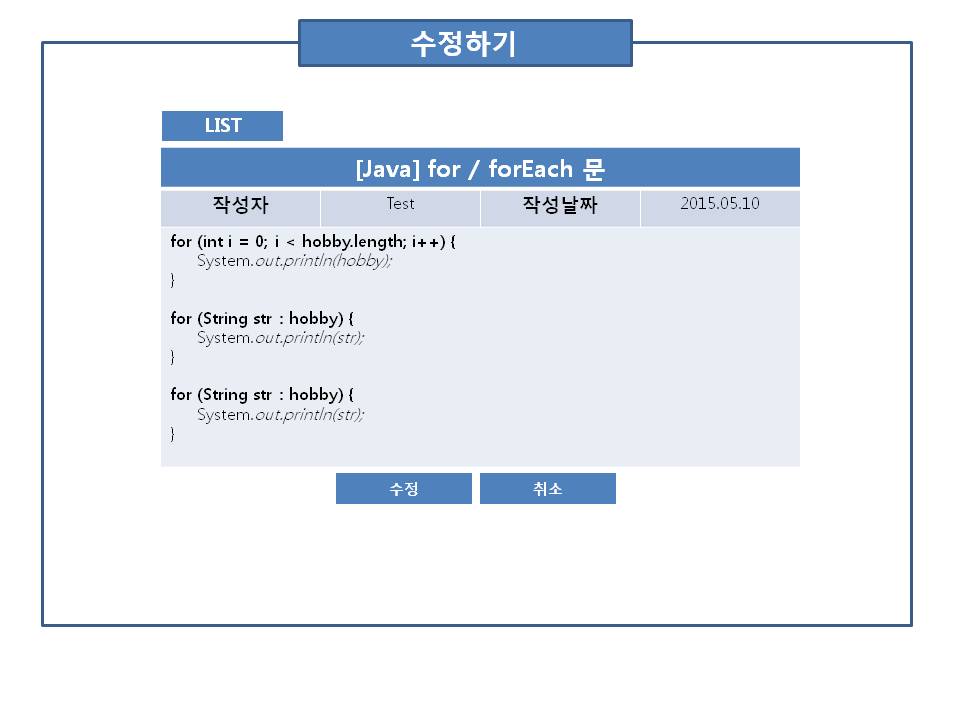 수정하기
LIST
[Java] for / forEach 문
작성자 Test 작성날짜 2015.05.10
for (int i = 0; i < hobby.length; i++) {
System.out.println(hobby);
}
for (String str : hobby) {
System.out.println(str);
}
for (String str : hobby) {
System.out.println(str);
}
수정 취소